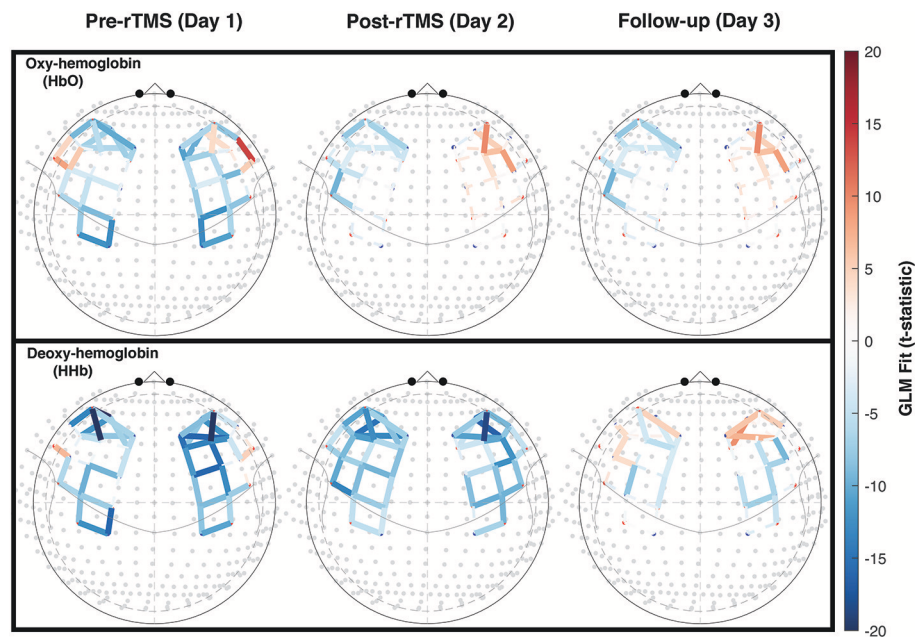 Pre-rTMS (Day 1)
Post-rTMS (Day 2)
Follow-up (Day 3)
Oxy-hemoglobin
(HbO)
Deoxy-hemoglobin
(HHb)
20
15
10
5
0
-5
-10
-15
-20
GLM Fit (t-statistic)